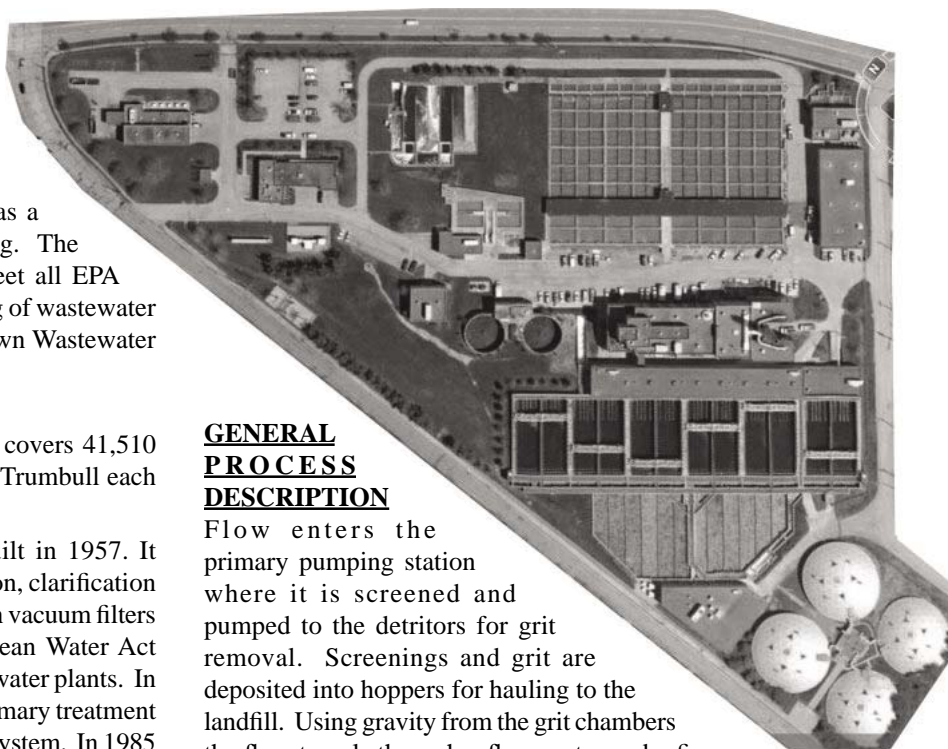 as a
g. The
eet all EPA
g of wastewater
wn Wastewater
covers 41,510
Trumbull each
uilt in 1957. It
on, clarification
n vacuum filters
ean Water Act
water plants. In
mary treatment
system. In 1985
GENERAL
PROCESS
DESCRIPTION
Flow enters the
primary pumping station
where it is screened and
pumped to the detritors for grit
removal. Screenings and grit are
deposited into hoppers for hauling to the
landfill. Using gravity from the grit chambers
N